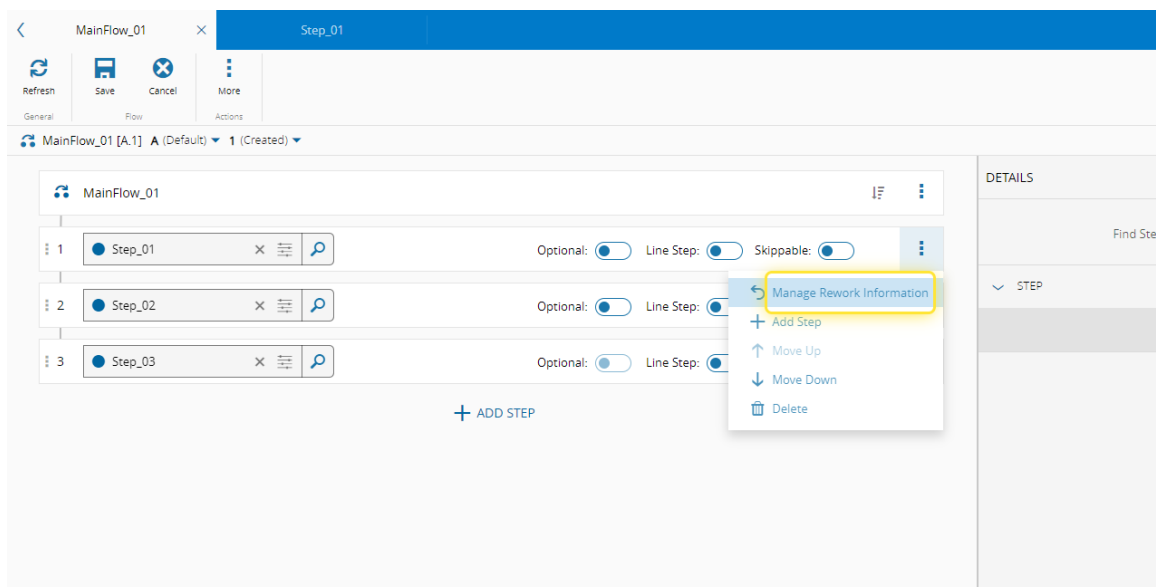 MainFlow_01
Step_01
Refresh
Save
Cancel
More
General
Flow
Actions
MainFlow_01 [A.1] A (Default) 1 (Created)
MainFlow_01
DETAILS
1 Step_01 Optional: Line Step: Skippable:
Find Ste
Manage Rework Information
STEP
2 Step_02 Optional: Line Step:
Add Step
Move Up
3 Step_03 Optional: Line Step:
Move Down
Delete
ADD STEP